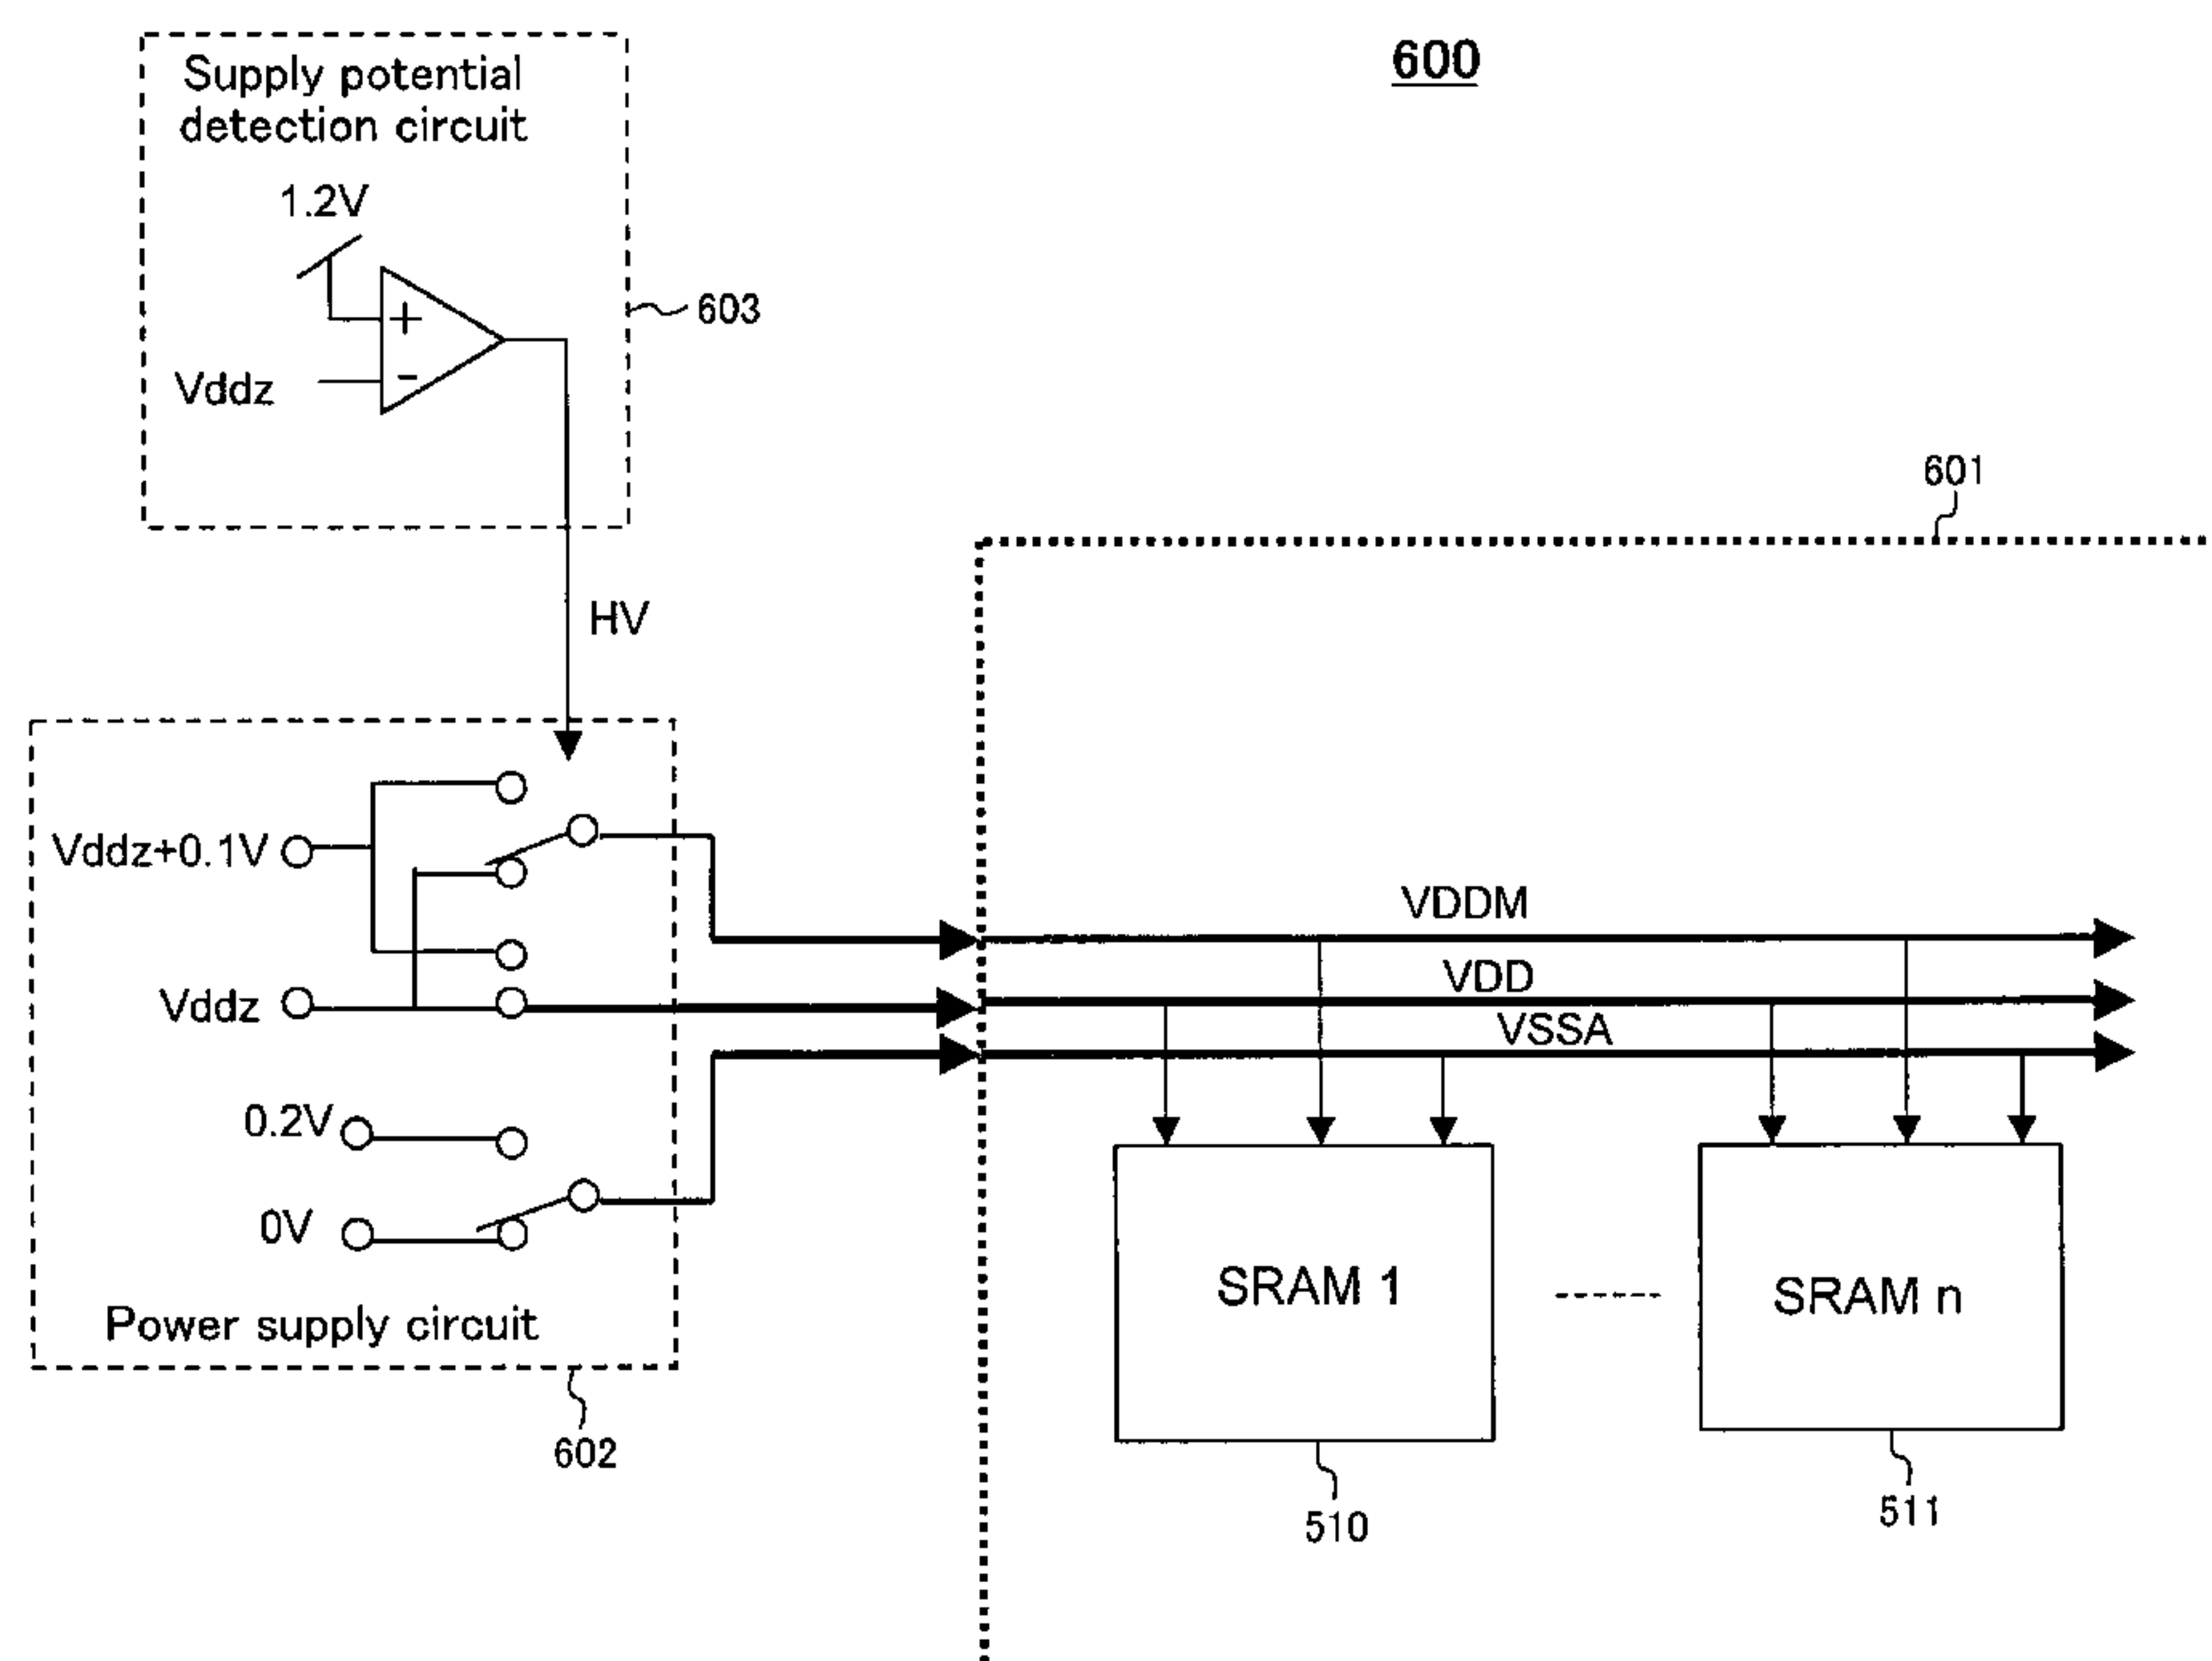 600
Supply potential
detection circuit
1.2V
+
-
Vddz
603
HV
601
Vddz+0.1V
Vddz
0.2V
0V
Power supply circuit
602
VDDM
VDD
VSSA
SRAM 1
SRAM n
510
511